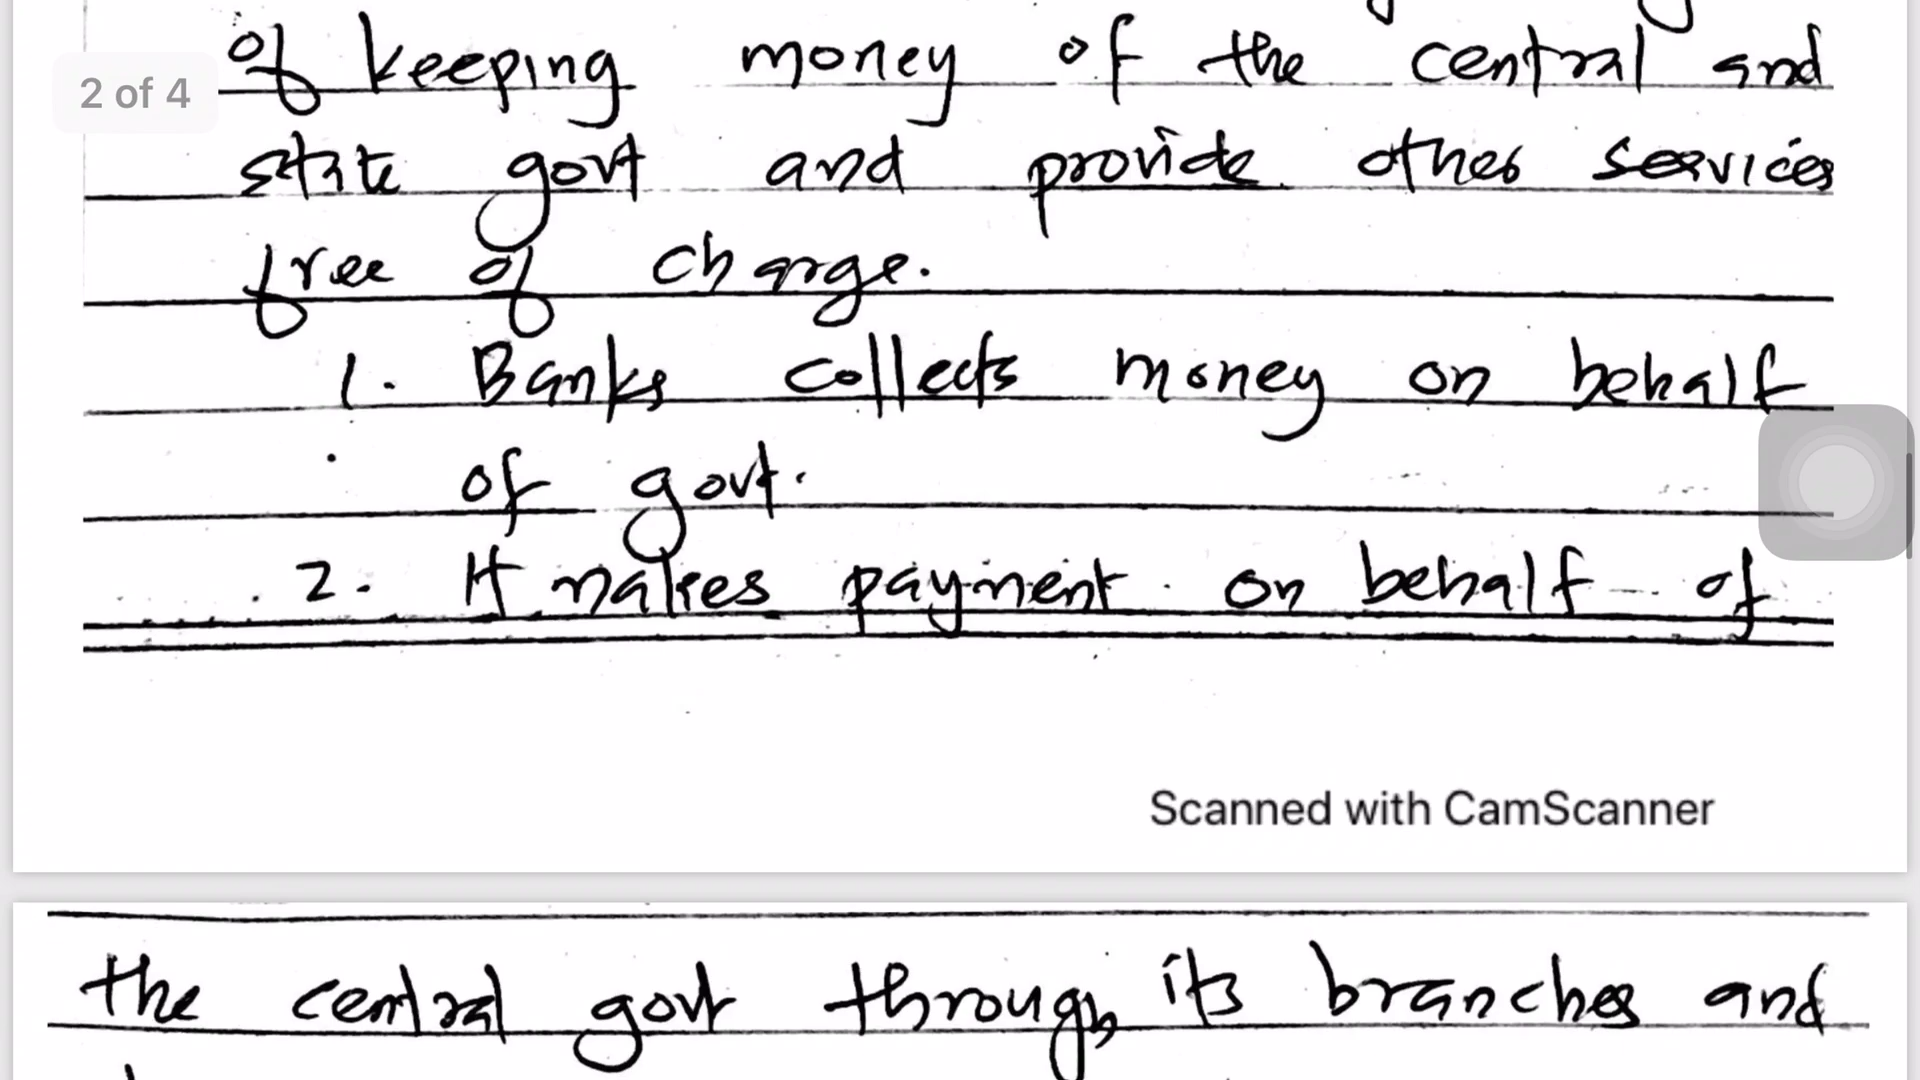 of keeping money of the central and
2 of 4
state govt and provide other services
free of charge.
1. Banks collects money on behalf
of govt.
2. It makes payment on behalf of
Scanned with CamScanner
the central govt through its branches and